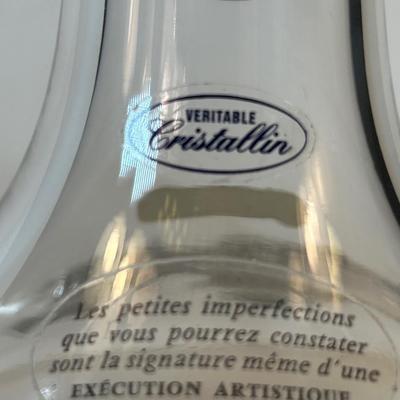 VERITABLE
Cristallin
Les petites imperfections
que vous pourrez constater
sont la signature même d'une
EXÉCUTION ARTISTIQUE